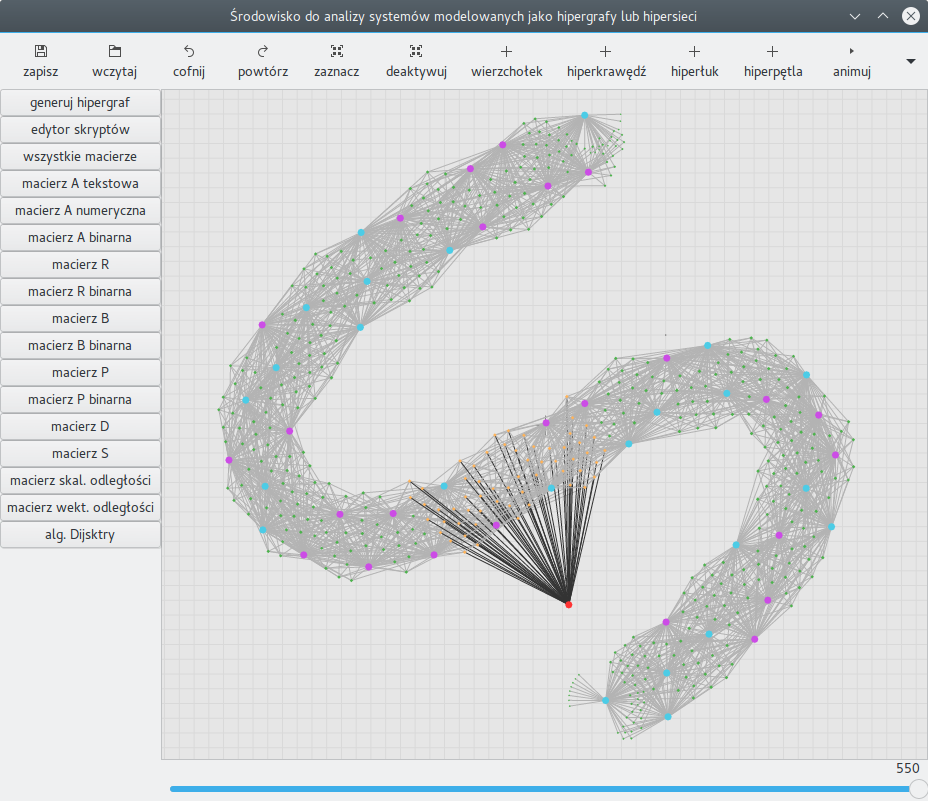 Środowisko do analizy systemów modelowanych jako hipergrafy lub hipersieci
zapisz wczytaj cofnij powtórz zaznacz deaktywuj wierzchołek hiperkrawędź hiperłuk hiperpętla animuj
generuj hipergraf
edytor skryptów
wszystkie macierze
macierz A tekstowa
macierz A numeryczna
macierz A binarna
macierz R
macierz R binarna
macierz B
macierz B binarna
macierz P
macierz P binarna
macierz D
macierz S
macierz skal. odległości
macierz wekt. odległości
alg. Dijsktry
550